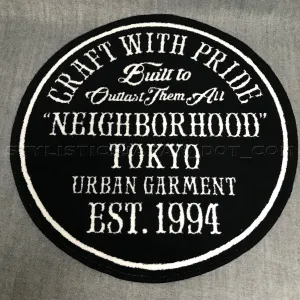 CRAFT WITH PRIDE
Built to
Outlast Them All
"NEIGHBORHOOD"
TOKYO
URBAN GARMENT
EST. 1994